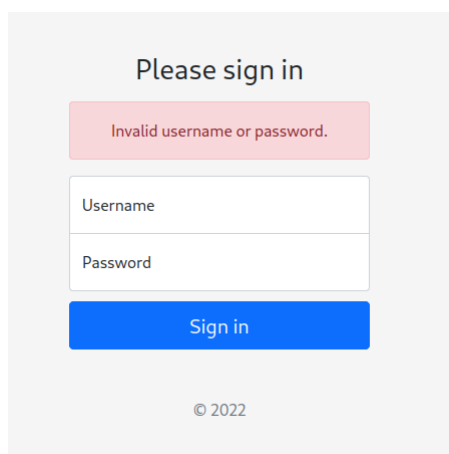 Please sign in
Invalid username or password.
Username
Password
Sign in
© 2022